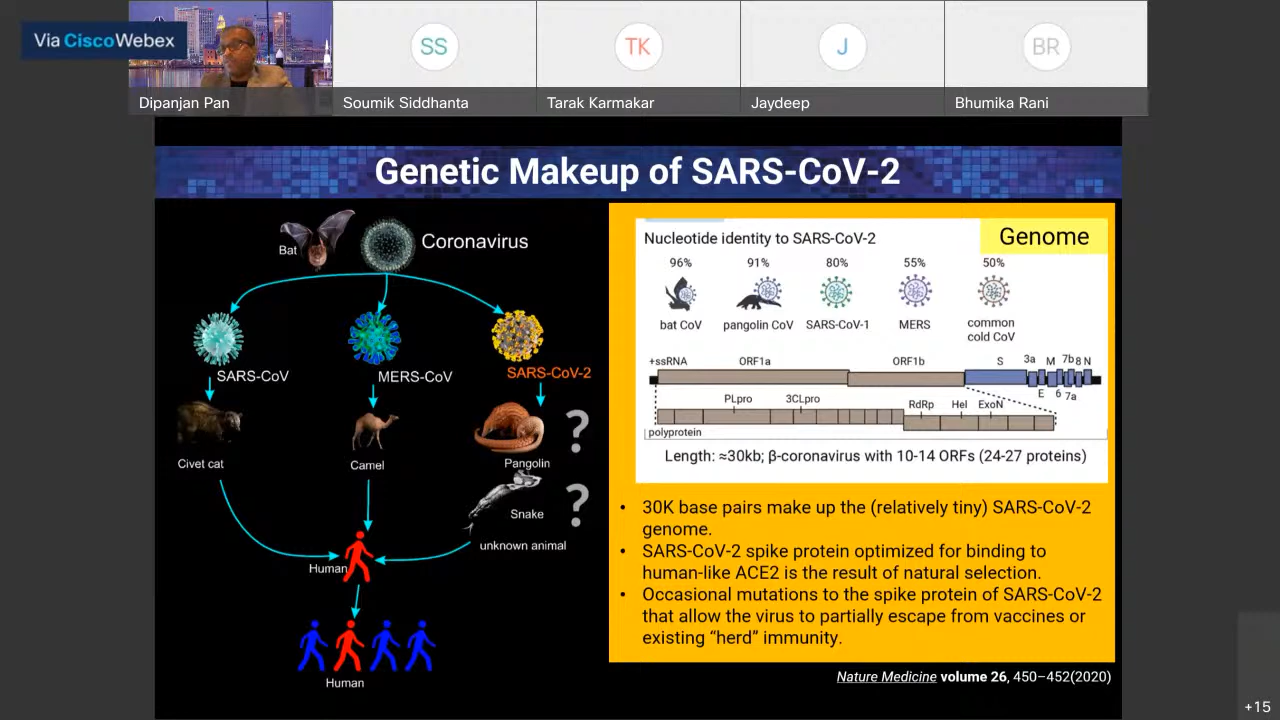 Via Cisco Webex
Dipanjan Pan
SS
Soumik Siddhanta
TK
Tarak Karmakar
J
Jaydeep
BR
Bhumika Rani
Genetic Makeup of SARS-CoV-2
Bat
Coronavirus
SARS-CoV
MERS-CoV
SARS-CoV-2
Civet cat
Camel
Pangolin
?
Snake
?
unknown animal
Human
Human
Genome
Nucleotide identity to SARS-CoV-2
96% 91% 80% 55% 50%
bat CoV pangolin CoV SARS-CoV-1 MERS common
cold CoV
+ssRNA ORF1a ORF1b S 3a M 7b 8 N
E 6 7a
PLpro 3CLpro RdRp Hel ExoN
polyprotein
Length: ≈30kb; β-coronavirus with 10-14 ORFs (24-27 proteins)
• 30K base pairs make up the (relatively tiny) SARS-CoV-2
genome.
• SARS-CoV-2 spike protein optimized for binding to
human-like ACE2 is the result of natural selection.
• Occasional mutations to the spike protein of SARS-CoV-2
that allow the virus to partially escape from vaccines or
existing “herd” immunity.
Nature Medicine volume 26, 450–452(2020)
+15